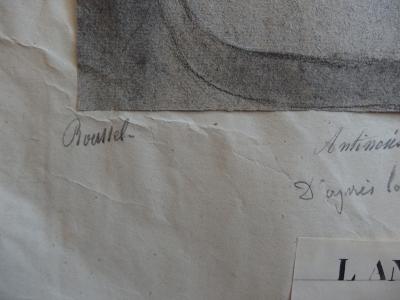 Roussel
Antinoüs
D'après la
L AN